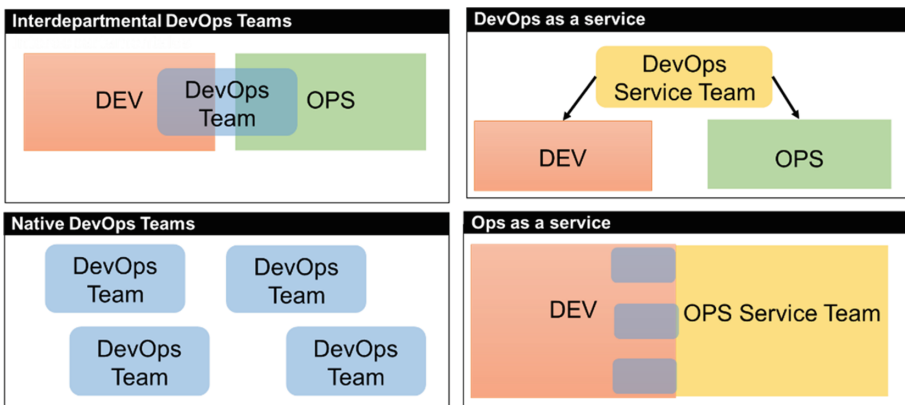 Interdepartmental DevOps Teams
DEV
DevOps
Team
OPS
DevOps as a service
DevOps
Service Team
DEV
OPS
Native DevOps Teams
DevOps
Team
DevOps
Team
DevOps
Team
DevOps
Team
Ops as a service
DEV
OPS Service Team